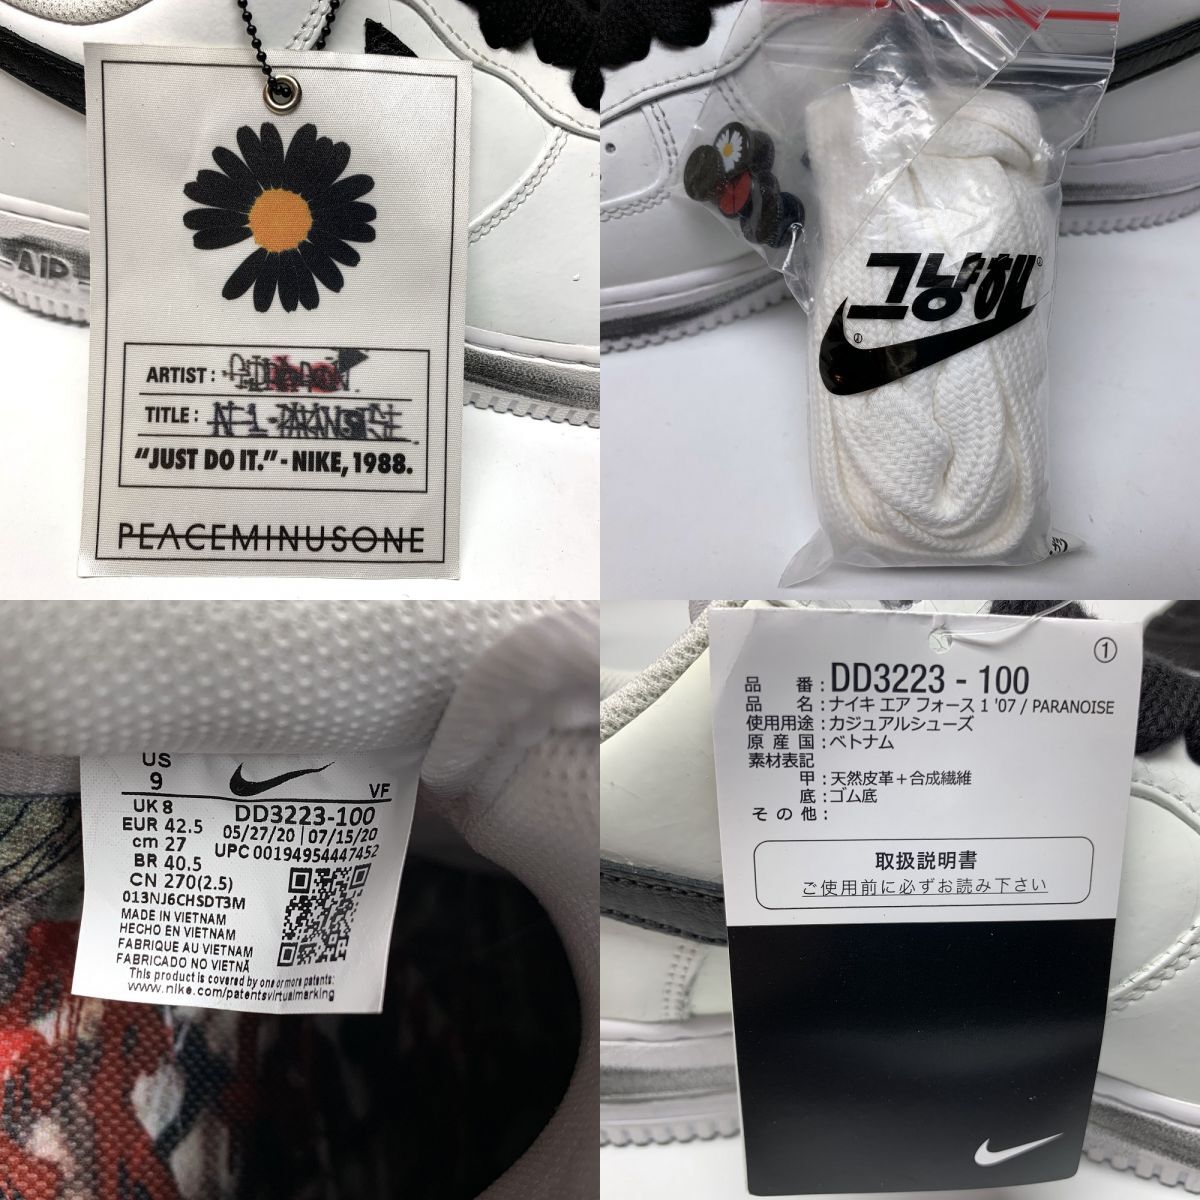 AIR
ARTIST:
TITLE:
"JUST DO IT."-NIKE, 1988.
PEACEMINUSONE
그냥해
US
9
UK 8
EUR 42.5
cm 27
BR 40.5
CN 270(2.5)
VF
DD3223-100
05/27/20 07/15/20
UPC 00194954447452
013NJ6CHSDT3M
MADE IN VIETNAM
HECHO EN VIETNAM
FABRIQUE AU VIETNAM
FABRICADO NO VIETNÃ
This product is covered by one or more patents:
www.nike.com/patentsvirtualmarking
①
品 番:DD3223 - 100
品 名:ナイキ エア フォース 1 '07 / PARANOISE
使用用途:カジュアルシューズ
原 産 国:ベトナム
素材表記
甲:天然皮革+合成繊維
底:ゴム底
そ の 他:
取扱説明書
ご使用前に必ずお読み下さい